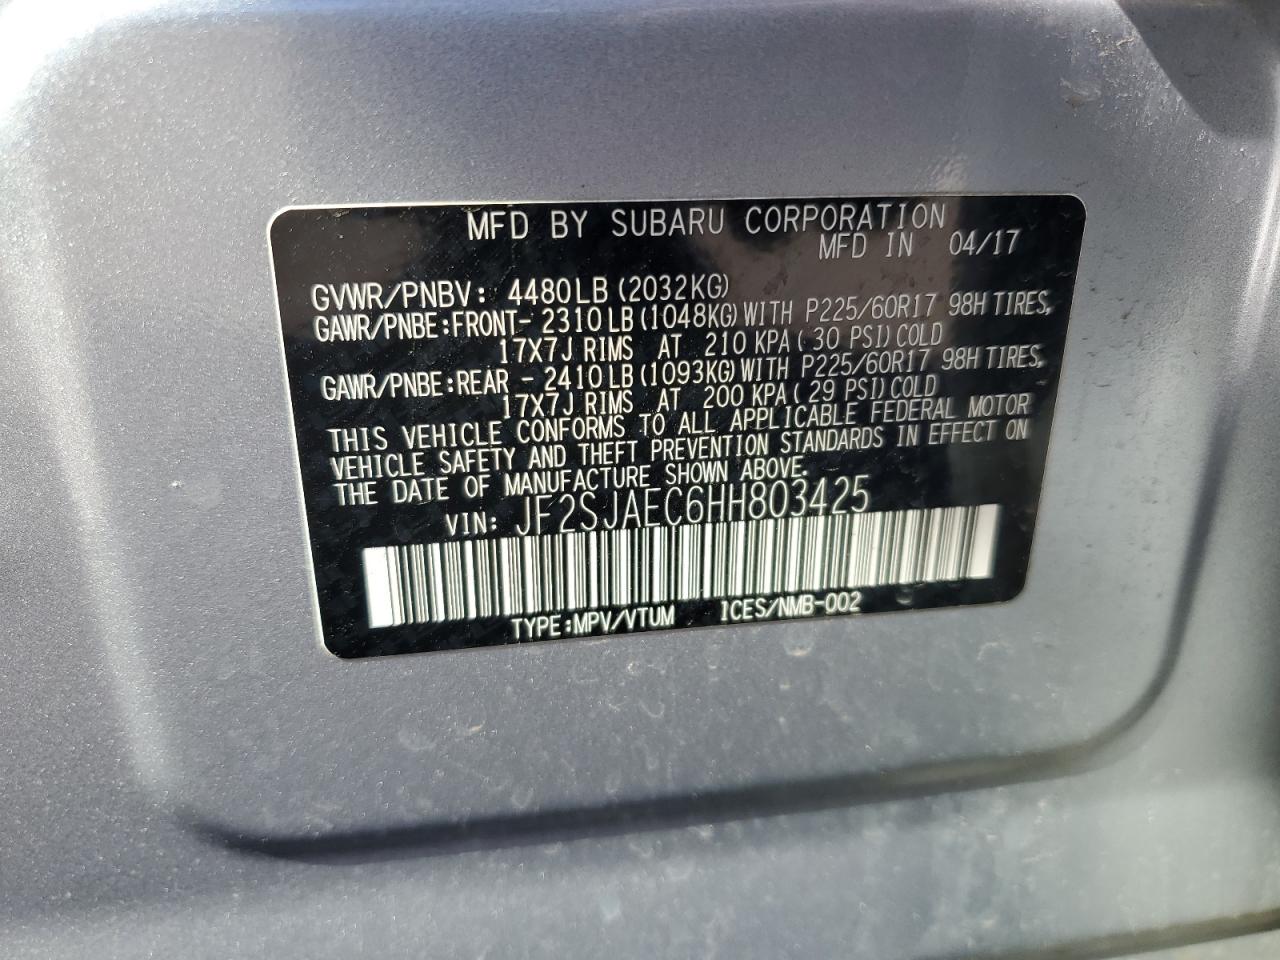 MFD BY SUBARU CORPORATION
MFD IN 04/17
GVWR/PNBV: 4480LB (2032KG)
GAWR/PNBE:FRONT- 2310 LB (1048KG) WITH P225/60R17 98H TIRES,
17X7J RIMS AT 210 KPA ( 30 PSI) COLD
GAWR/PNBE:REAR - 2410 LB (1093KG) WITH P225/60R17 98H TIRES,
17X7J RIMS AT 200 KPA ( 29 PSI) COLD
THIS VEHICLE CONFORMS TO ALL APPLICABLE FEDERAL MOTOR
VEHICLE SAFETY AND THEFT PREVENTION STANDARDS IN EFFECT ON
THE DATE OF MANUFACTURE SHOWN ABOVE.
VIN: JF2SJAEC6HH803425
TYPE:MPV/VTUM ICES/NMB-002